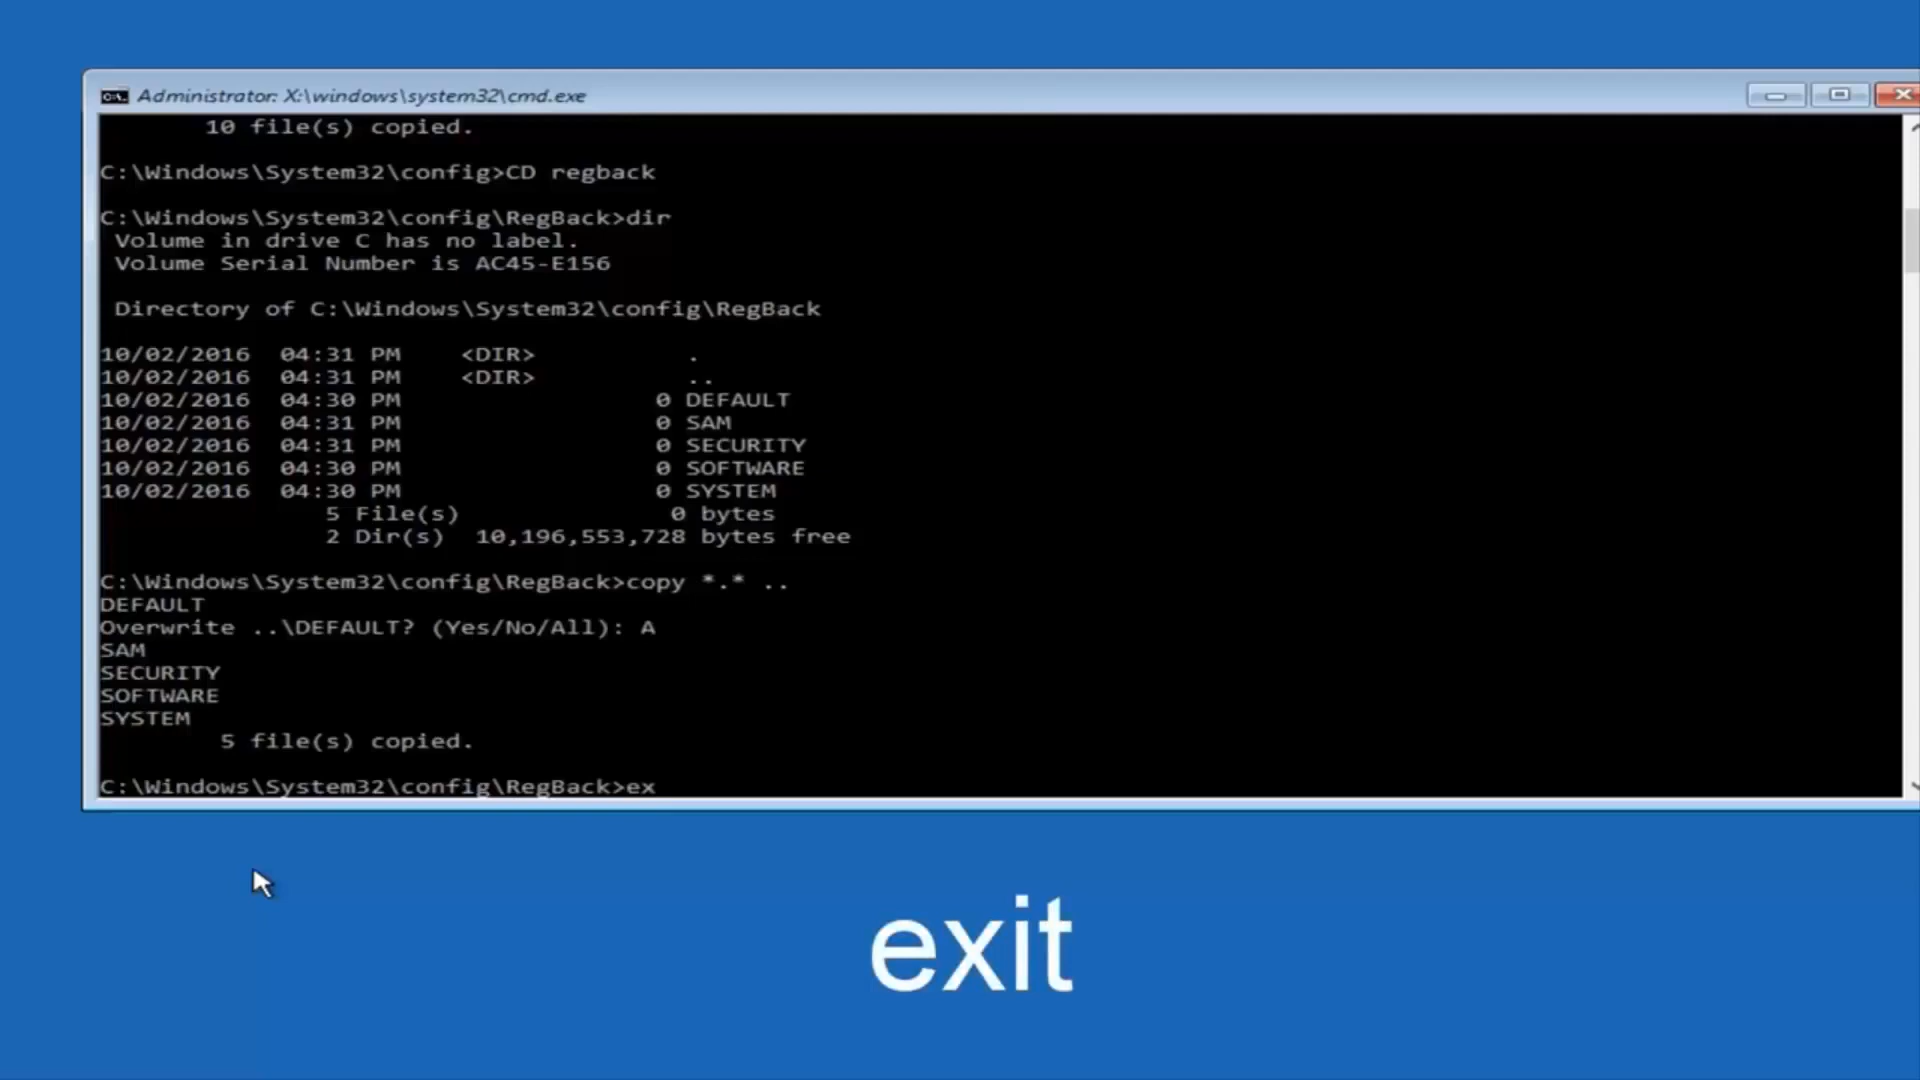 Administrator: X:\windows\system32\cmd.exe
10 file(s) copied.
C:\Windows\System32\config>CD regback
C:\Windows\System32\config\RegBack>dir
Volume in drive C has no label.
Volume Serial Number is AC45-E156
Directory of C:\Windows\System32\config\RegBack
10/02/2016 04:31 PM <DIR> .
10/02/2016 04:31 PM <DIR> ..
10/02/2016 04:30 PM 0 DEFAULT
10/02/2016 04:31 PM 0 SAM
10/02/2016 04:31 PM 0 SECURITY
10/02/2016 04:30 PM 0 SOFTWARE
10/02/2016 04:30 PM 0 SYSTEM
5 File(s) 0 bytes
2 Dir(s) 10,196,553,728 bytes free
C:\Windows\System32\config\RegBack>copy *.* ..
DEFAULT
Overwrite ..\DEFAULT? (Yes/No/All): A
SAM
SECURITY
SOFTWARE
SYSTEM
5 file(s) copied.
C:\Windows\System32\config\RegBack>ex
exit